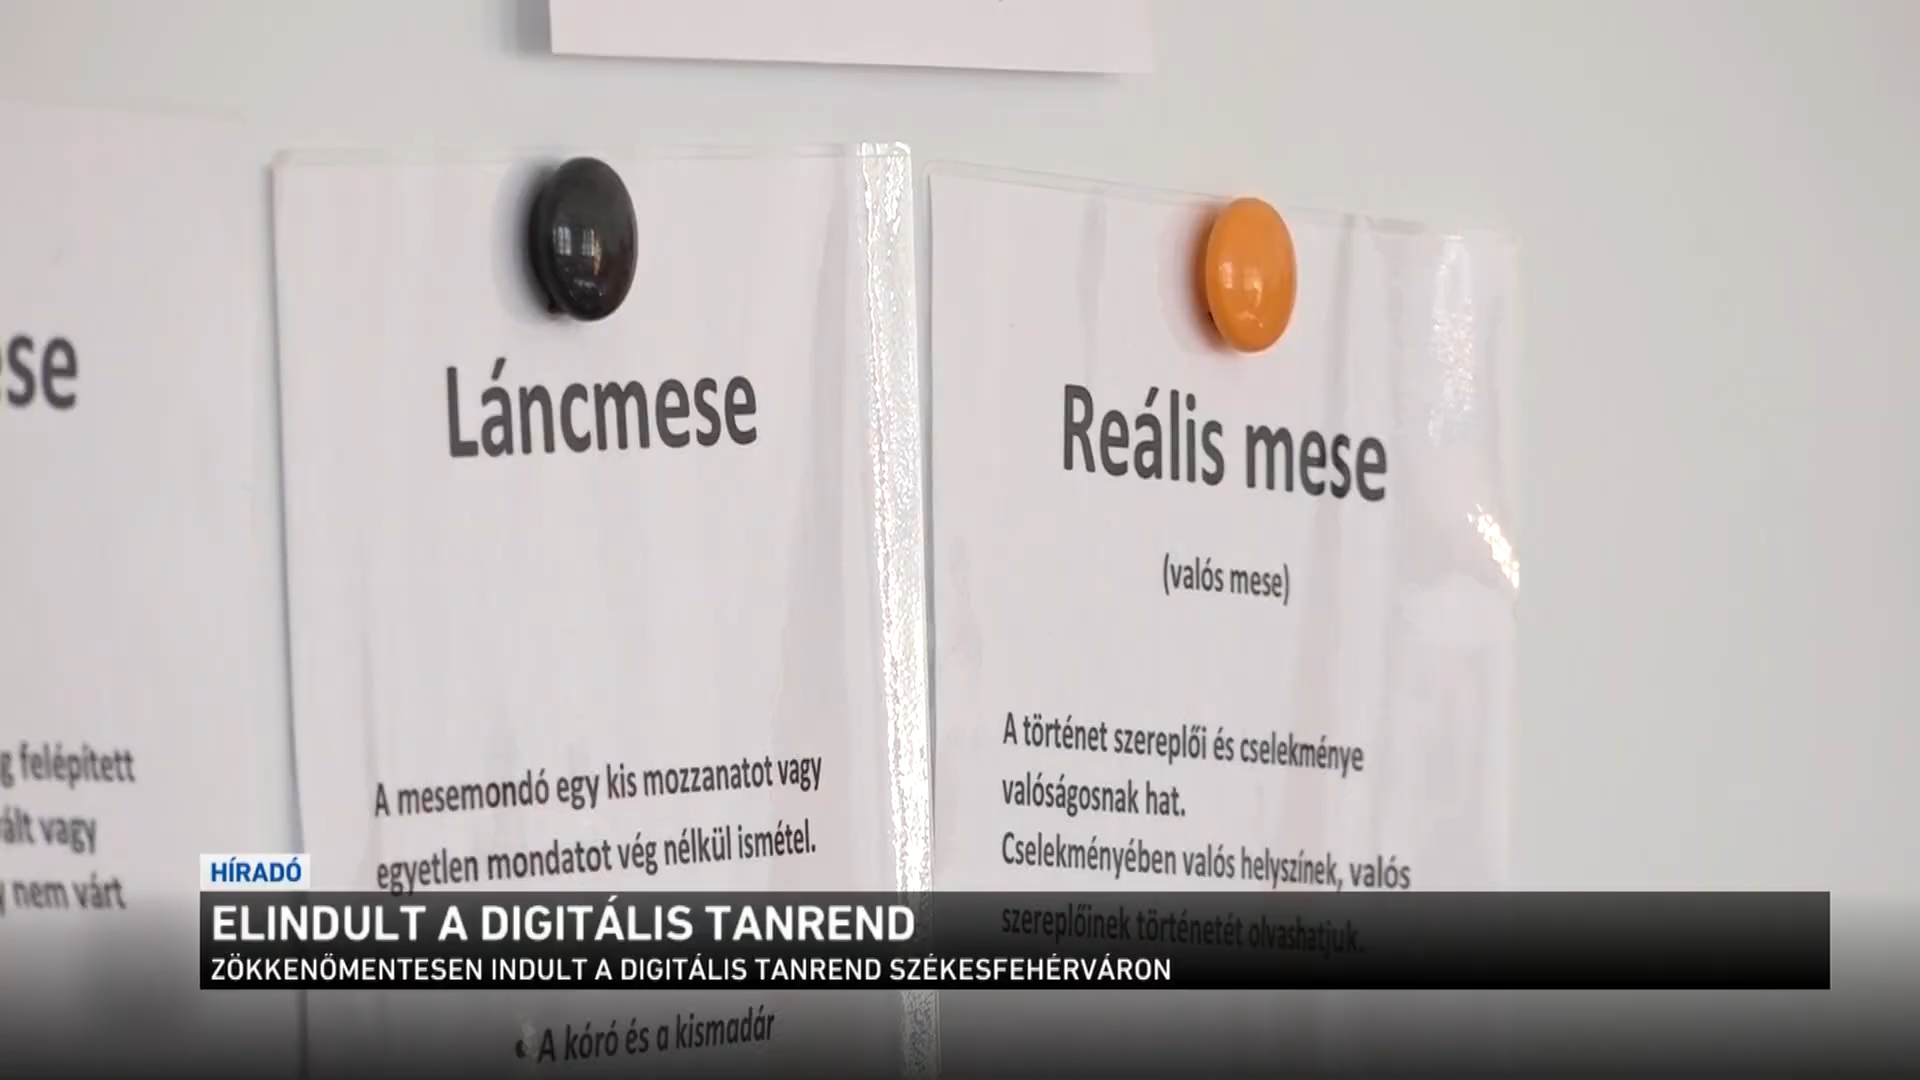 se
g felépített
vált vagy
nem várt
Láncmese
A mesemondó egy kis mozzanatot vagy
egyetlen mondatot vég nélkül ismétel.
• A kóró és a kismadár
Reális mese
(valós mese)
A történet szereplői és cselekménye
valóságosnak hat.
Cselekményében valós helyszínek, valós
szereplőinek történetét olvashatjuk.
HÍRADÓ
ELINDULT A DIGITÁLIS TANREND
ZÖKKENŐMENTESEN INDULT A DIGITÁLIS TANREND SZÉKESFEHÉRVÁRON